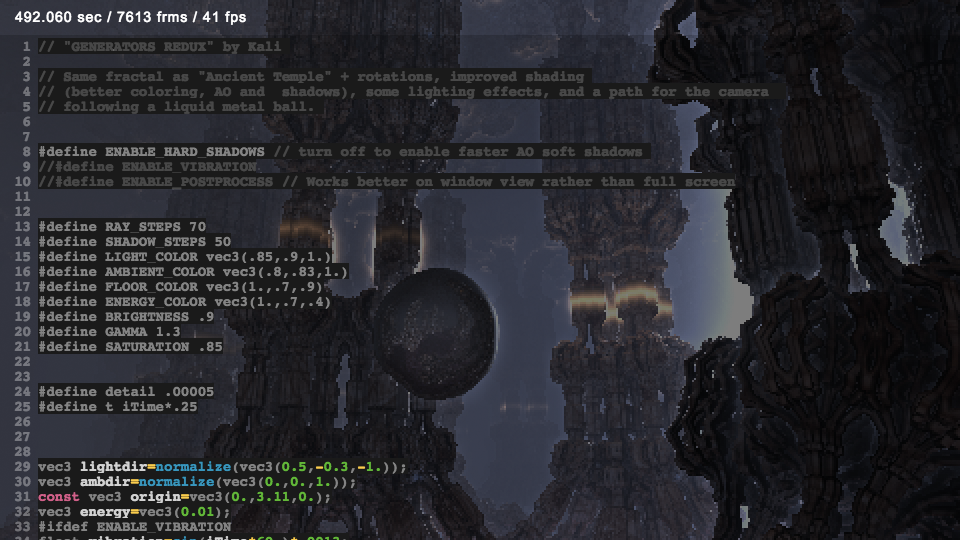 492.060 sec / 7613 frms / 41 fps
1 // "GENERATORS REDUX" by Kali
2
3 // Same fractal as "Ancient Temple" + rotations, improved shading
4 // (better coloring, AO and  shadows), some lighting effects, and a path for the camera
5 // following a liquid metal ball.
6
7
8 #define ENABLE_HARD_SHADOWS // turn off to enable faster AO soft shadows
9 //#define ENABLE_VIBRATION
10 //#define ENABLE_POSTPROCESS // Works better on window view rather than full screen
11
12
13 #define RAY_STEPS 70
14 #define SHADOW_STEPS 50
15 #define LIGHT_COLOR vec3(.85,.9,1.)
16 #define AMBIENT_COLOR vec3(.8,.83,1.)
17 #define FLOOR_COLOR vec3(1.,.7,.9)
18 #define ENERGY_COLOR vec3(1.,.7,.4)
19 #define BRIGHTNESS .9
20 #define GAMMA 1.3
21 #define SATURATION .85
22
23
24 #define detail .00005
25 #define t iTime*.25
26
27
28
29 vec3 lightdir=normalize(vec3(0.5,-0.3,-1.));
30 vec3 ambdir=normalize(vec3(0.,0.,1.));
31 const vec3 origin=vec3(0.,3.11,0.);
32 vec3 energy=vec3(0.01);
33 #ifdef ENABLE_VIBRATION